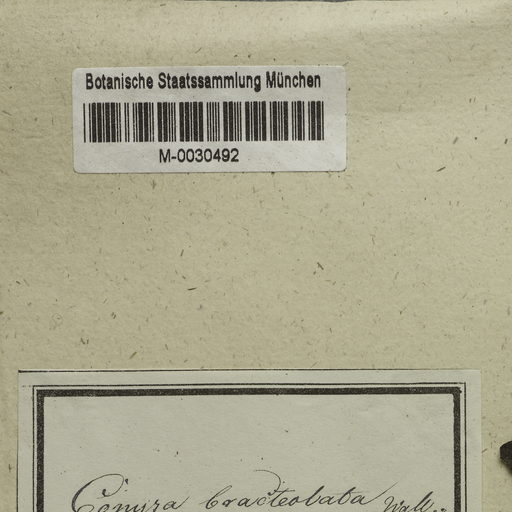 Botanische Staatssammlung München
M-0030492
Conyza bracteolata Wall.